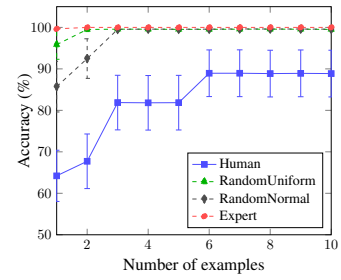 Accuracy (%)
100
90
80
70
60
50
2
4
6
8
10
Number of examples
Human
RandomUniform
RandomNormal
Expert